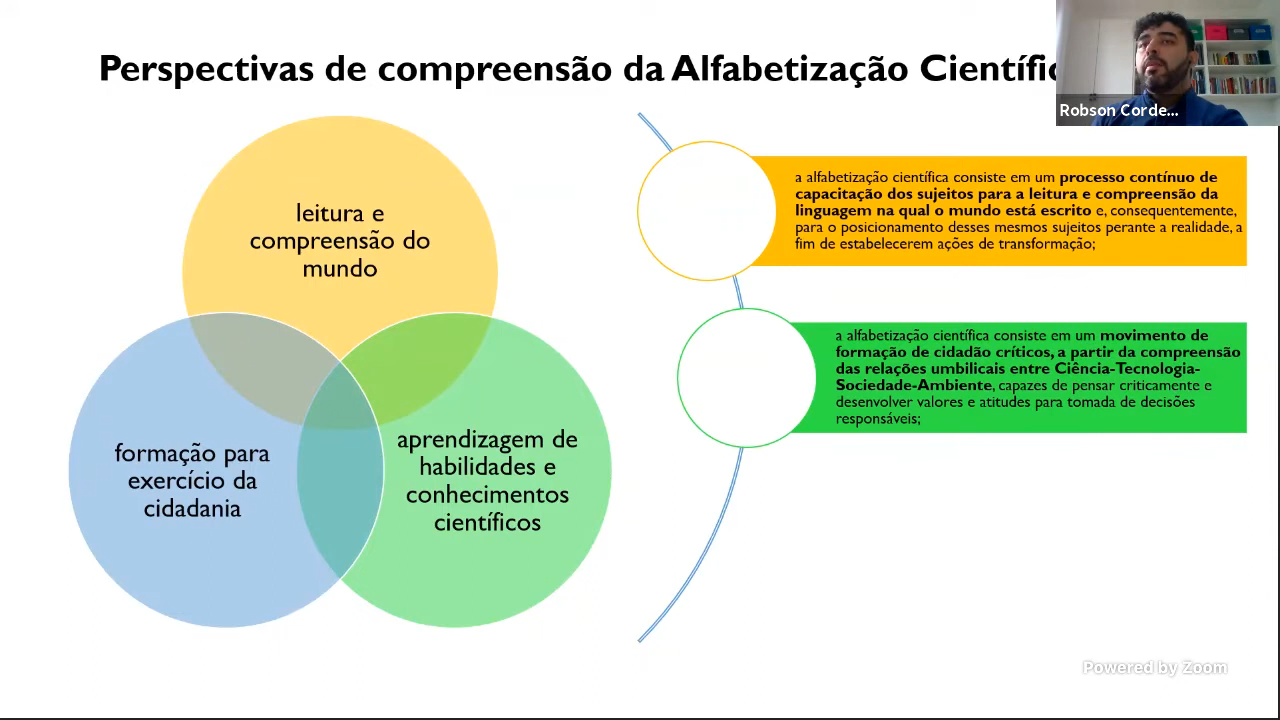 Perspectivas de compreensão da Alfabetização
Robson Corde...
leitura e
compreensão do
mundo
formação para
exercício da
cidadania
aprendizagem de
habilidades e
conhecimentos
científicos
a alfabetização científica consiste em um processo contínuo de
capacitação dos sujeitos para a leitura e compreensão da
linguagem na qual o mundo está escrito e, consequentemente,
para o posicionamento desses mesmos sujeitos perante a realidade, a
fim de estabelecerem ações de transformação;
a alfabetização científica consiste em um movimento de
formação de cidadão críticos, a partir da compreensão
das relações umbilicais entre Ciência-Tecnologia-
Sociedade-Ambiente, capazes de pensar criticamente e
desenvolver valores e atitudes para tomada de decisões
responsáveis;
Powered by Zoom